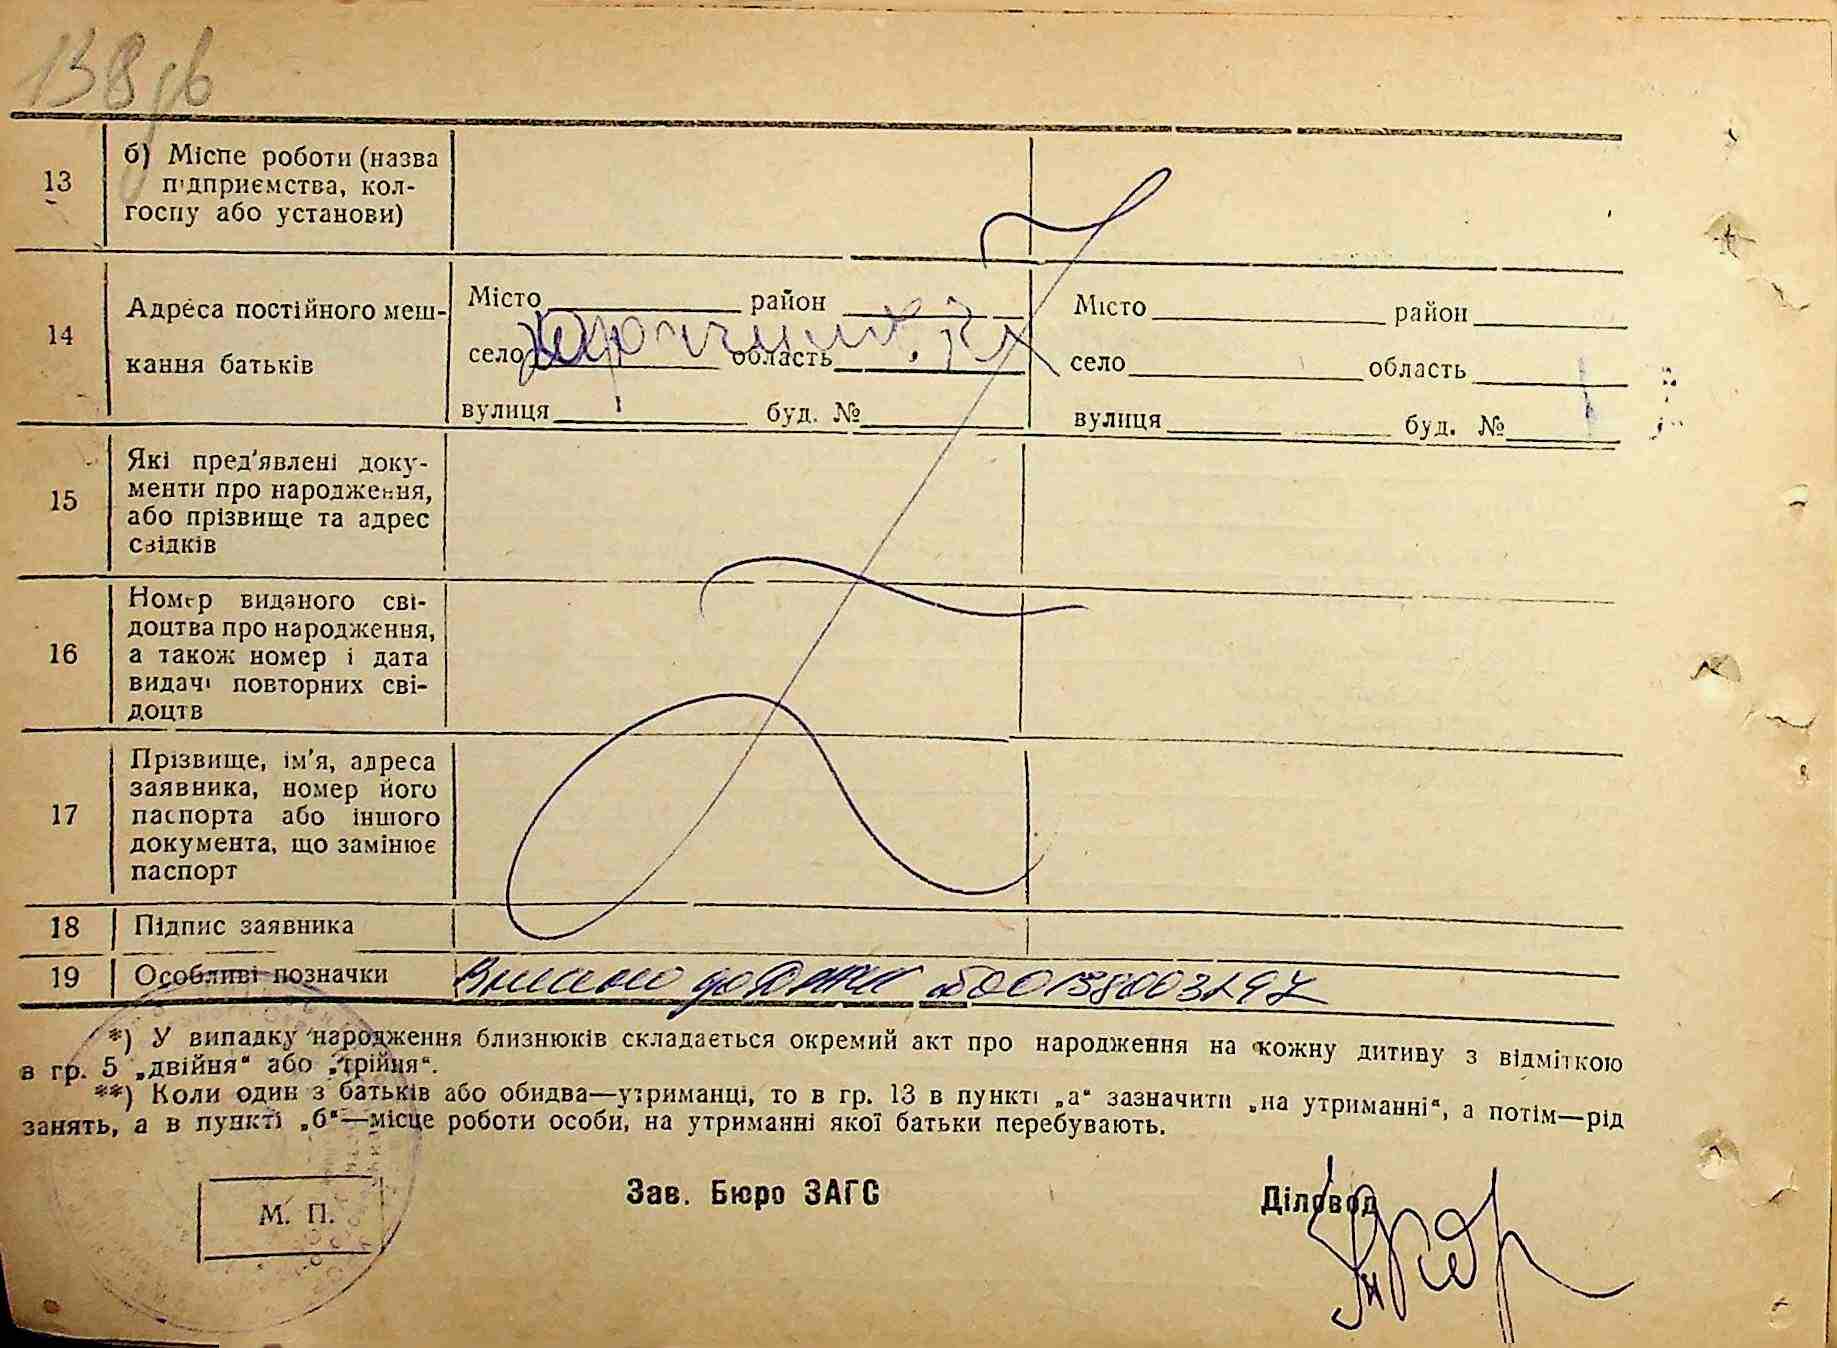 138 зв
13
б) Місце роботи (назва
підприємства, кол-
госпу або установи)
14
Адреса постійного меш-
кання батьків
Місто район
село область
вулиця буд. №
Місто район
село область
вулиця буд. №
15
Які пред'явлені доку-
менти про народження,
або прізвище та адрес
свідків
16
Номер виданого сві-
доцтва про народження,
а також номер і дата
видачі повторних сві-
доцтв
17
Прізвище, ім'я, адреса
заявника, номер його
паспорта або іншого
документа, що замінює
паспорт
18 Підпис заявника
19 Особливі позначки Внесено до
*) У випадку народження близнюків складається окремий акт про народження на кожну дитину з відміткою
в гр. 5 „двійня“ або „трійня“.
**) Коли один з батьків або обидва—утриманці, то в гр. 13 в пункті „а“ зазначити „на утриманні“, а потім—рід
занять, а в пункті „б“—місце роботи особи, на утриманні якої батьки перебувають.
М. П.
Зав. Бюро ЗАГС
Діловод